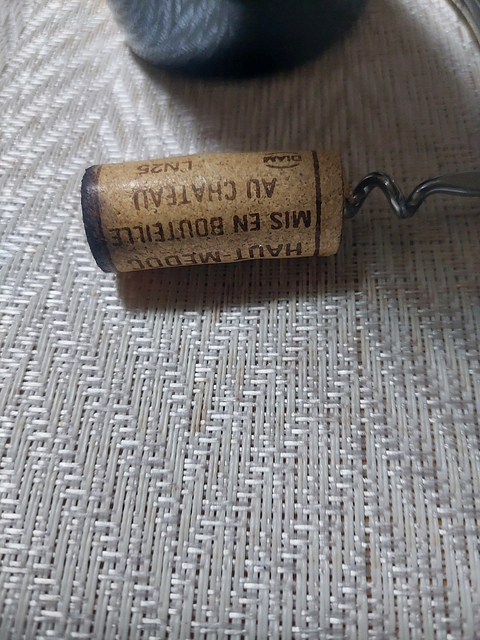 HAUT-MEDOC
MIS EN BOUTEILLE
AU CHATEAU
DIAM
LN25